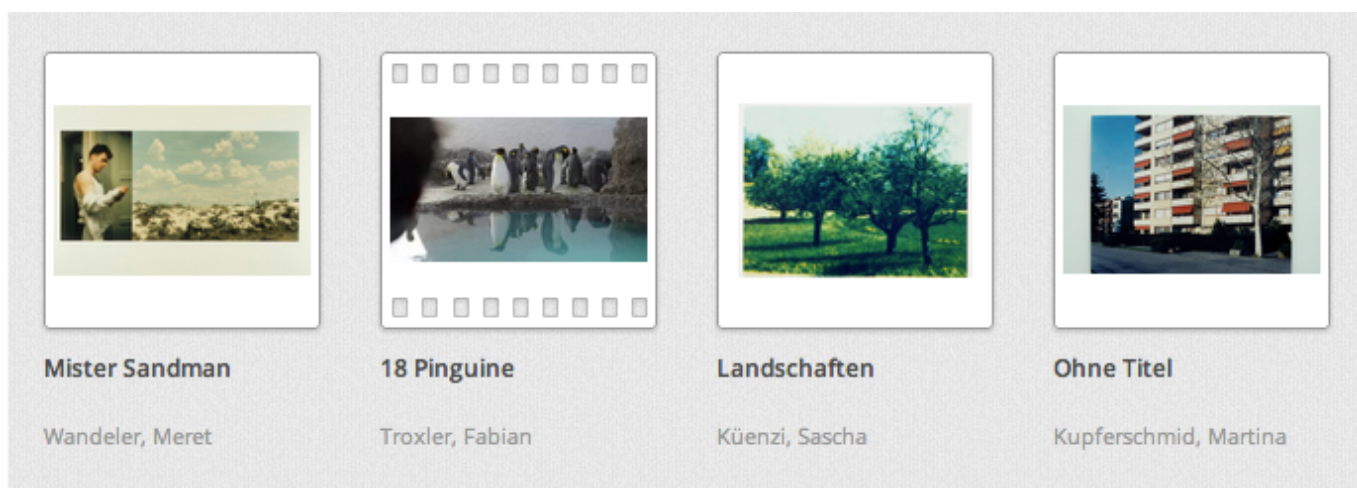 Mister Sandman
Wandeler, Meret
18 Pinguine
Troxler, Fabian
Landschaften
Küenzi, Sascha
Ohne Titel
Kupferschmid, Martina